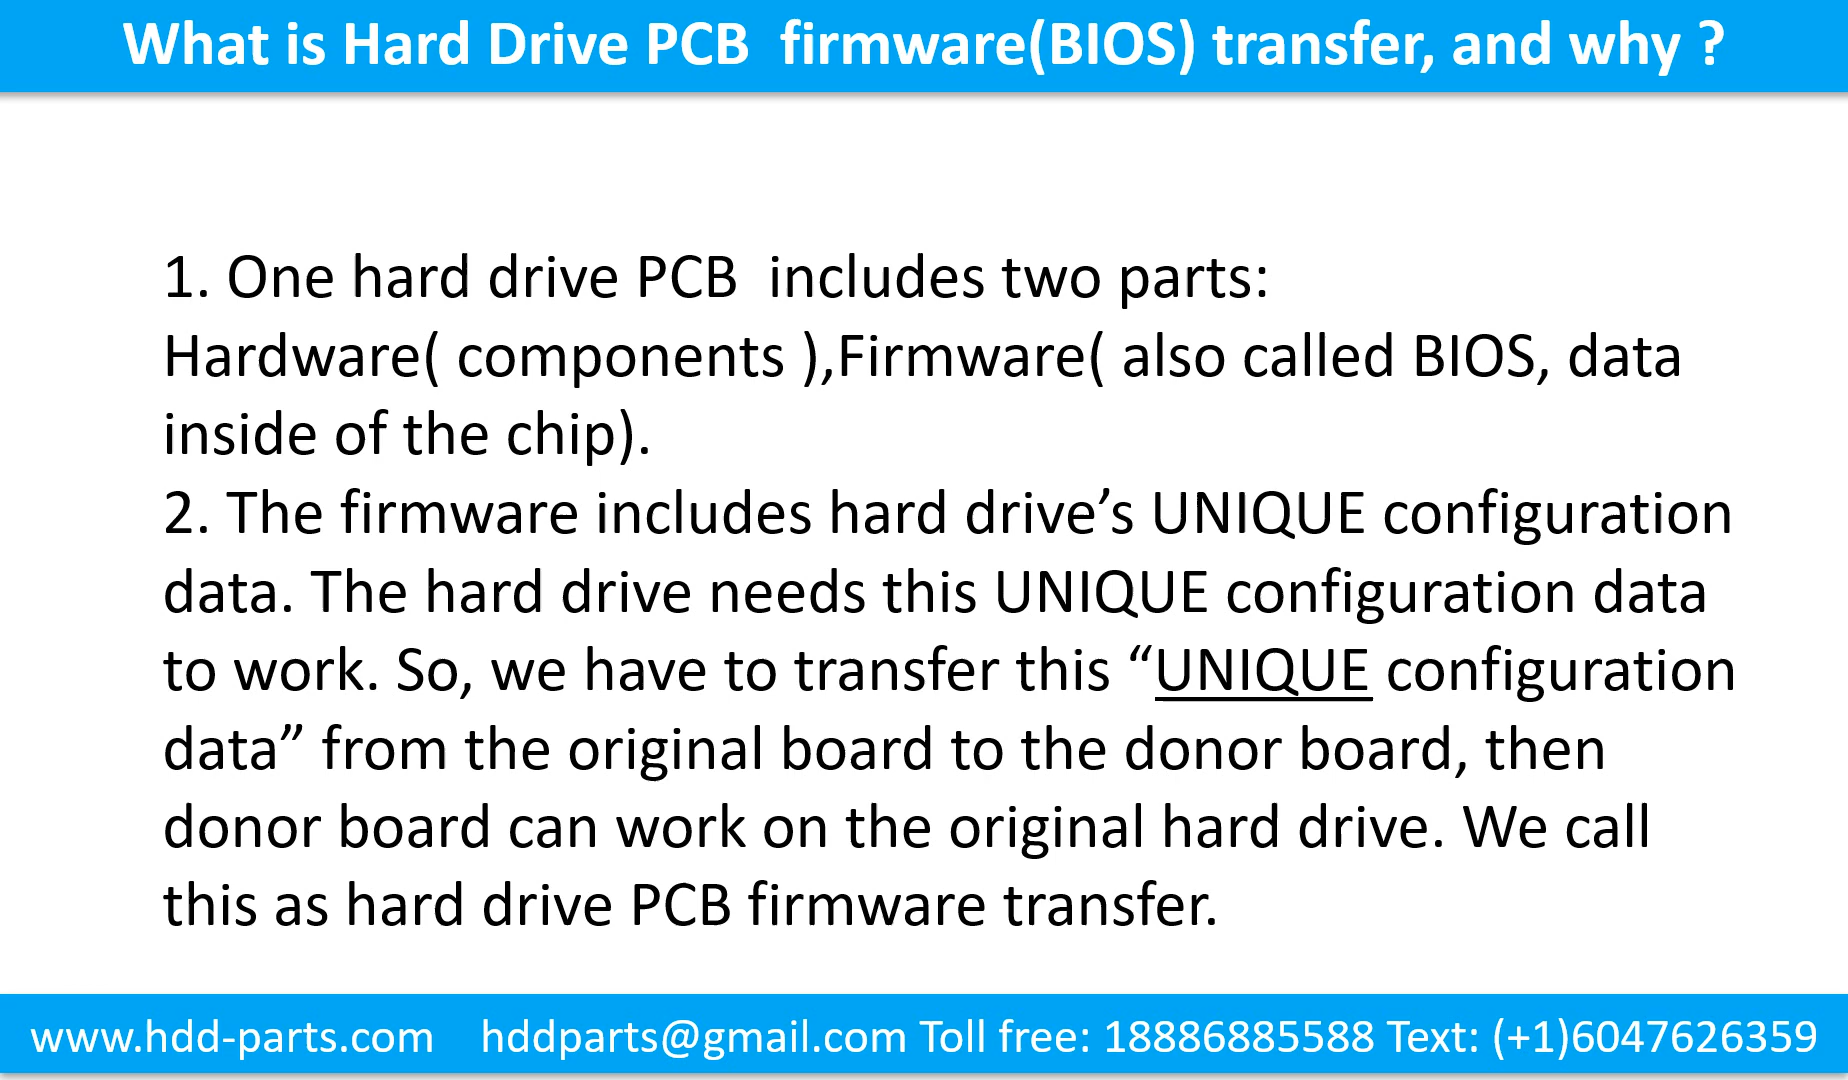 What is Hard Drive PCB  firmware(BIOS) transfer, and why ?
1. One hard drive PCB  includes two parts:
Hardware( components ),Firmware( also called BIOS, data
inside of the chip).
2. The firmware includes hard drive’s UNIQUE configuration
data. The hard drive needs this UNIQUE configuration data
to work. So, we have to transfer this “UNIQUE configuration
data” from the original board to the donor board, then
donor board can work on the original hard drive. We call
this as hard drive PCB firmware transfer.
www.hdd-parts.com    hddparts@gmail.com Toll free: 18886885588 Text: (+1)6047626359